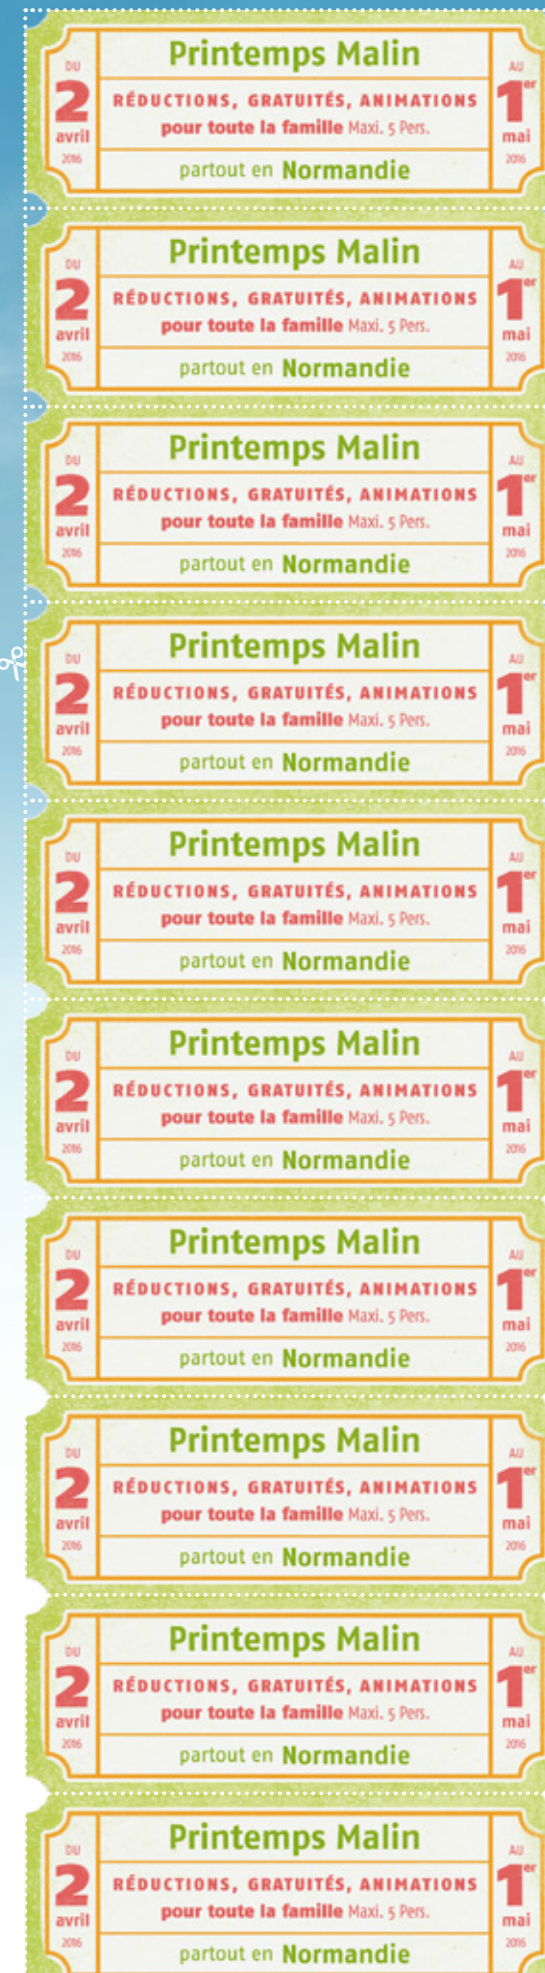 Printemps Malin
DU 2 avril 2016
RÉDUCTIONS, GRATUITÉS, ANIMATIONS
pour toute la famille Maxi. 5 Pers.
partout en Normandie
AU 1er mai 2016
Printemps Malin
DU 2 avril 2016
RÉDUCTIONS, GRATUITÉS, ANIMATIONS
pour toute la famille Maxi. 5 Pers.
partout en Normandie
AU 1er mai 2016
Printemps Malin
DU 2 avril 2016
RÉDUCTIONS, GRATUITÉS, ANIMATIONS
pour toute la famille Maxi. 5 Pers.
partout en Normandie
AU 1er mai 2016
Printemps Malin
DU 2 avril 2016
RÉDUCTIONS, GRATUITÉS, ANIMATIONS
pour toute la famille Maxi. 5 Pers.
partout en Normandie
AU 1er mai 2016
Printemps Malin
DU 2 avril 2016
RÉDUCTIONS, GRATUITÉS, ANIMATIONS
pour toute la famille Maxi. 5 Pers.
partout en Normandie
AU 1er mai 2016
Printemps Malin
DU 2 avril 2016
RÉDUCTIONS, GRATUITÉS, ANIMATIONS
pour toute la famille Maxi. 5 Pers.
partout en Normandie
AU 1er mai 2016
Printemps Malin
DU 2 avril 2016
RÉDUCTIONS, GRATUITÉS, ANIMATIONS
pour toute la famille Maxi. 5 Pers.
partout en Normandie
AU 1er mai 2016
Printemps Malin
DU 2 avril 2016
RÉDUCTIONS, GRATUITÉS, ANIMATIONS
pour toute la famille Maxi. 5 Pers.
partout en Normandie
AU 1er mai 2016
Printemps Malin
DU 2 avril 2016
RÉDUCTIONS, GRATUITÉS, ANIMATIONS
pour toute la famille Maxi. 5 Pers.
partout en Normandie
AU 1er mai 2016
Printemps Malin
DU 2 avril 2016
RÉDUCTIONS, GRATUITÉS, ANIMATIONS
pour toute la famille Maxi. 5 Pers.
partout en Normandie
AU 1er mai 2016